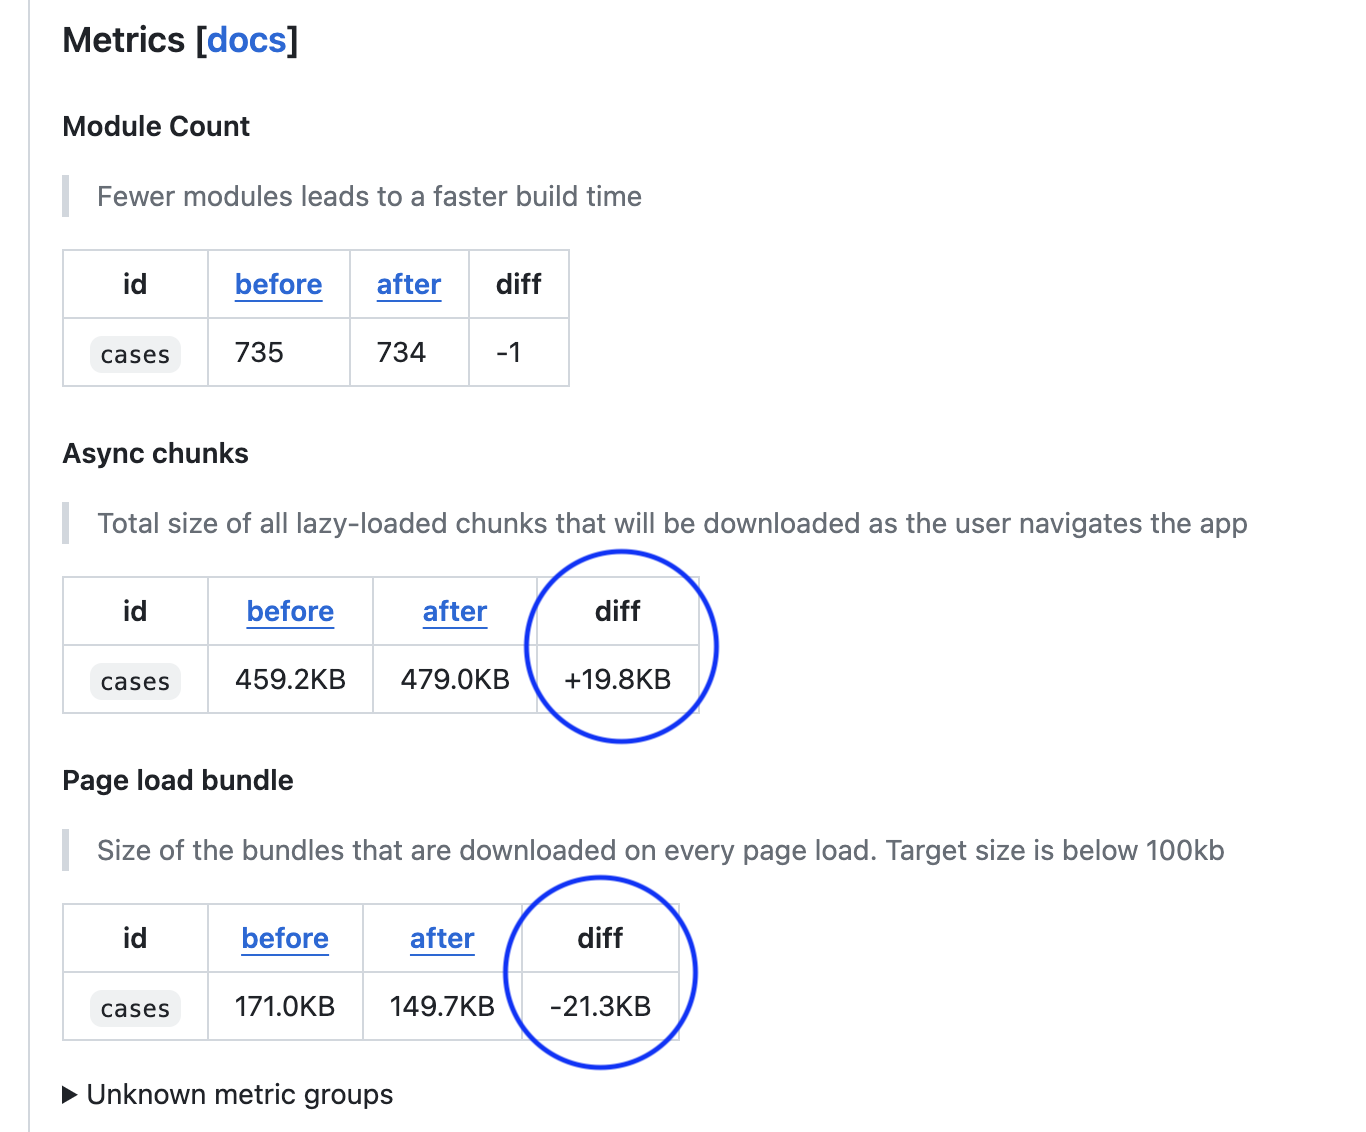 Metrics [docs]
Module Count
Fewer modules leads to a faster build time
id before after diff
cases 735 734 -1
Async chunks
Total size of all lazy-loaded chunks that will be downloaded as the user navigates the app
id before after diff
cases 459.2KB 479.0KB +19.8KB
Page load bundle
Size of the bundles that are downloaded on every page load. Target size is below 100kb
id before after diff
cases 171.0KB 149.7KB -21.3KB
Unknown metric groups